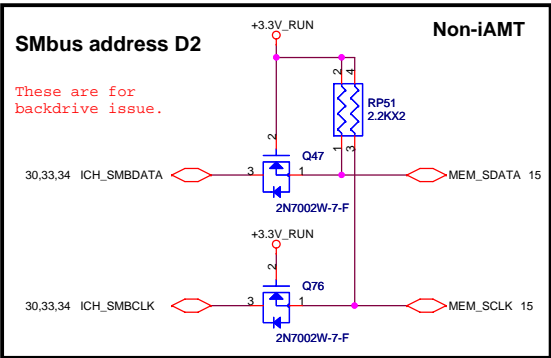 +3.3V_RUN
Non-iAMT
SMbus address D2
These are for
backdrive issue.
2 4
RP51
2.2KX2
2
1 3
Q47
30,33,34 ICH_SMBDATA 3 1 MEM_SDATA 15
2N7002W-7-F
+3.3V_RUN
2
Q76
30,33,34 ICH_SMBCLK 3 1 MEM_SCLK 15
2N7002W-7-F